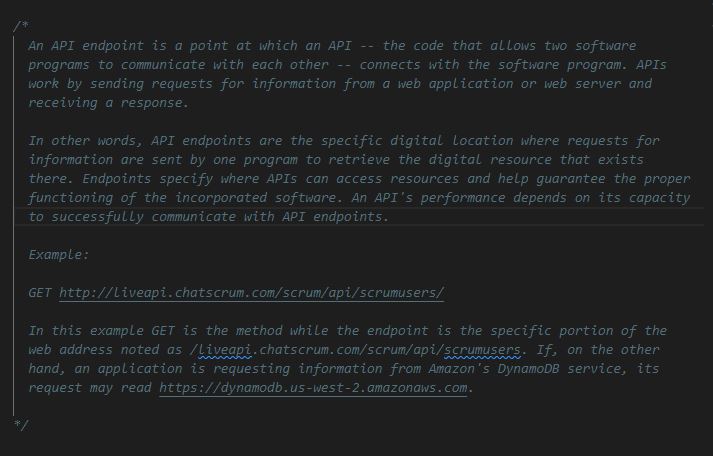 /*
An API endpoint is a point at which an API -- the code that allows two software
programs to communicate with each other -- connects with the software program. APIs
work by sending requests for information from a web application or web server and
receiving a response.
In other words, API endpoints are the specific digital location where requests for
information are sent by one program to retrieve the digital resource that exists
there. Endpoints specify where APIs can access resources and help guarantee the proper
functioning of the incorporated software. An API's performance depends on its capacity
to successfully communicate with API endpoints.
Example:
GET http://liveapi.chatscrum.com/scrum/api/scrumusers/
In this example GET is the method while the endpoint is the specific portion of the
web address noted as /liveapi.chatscrum.com/scrum/api/scrumusers. If, on the other
hand, an application is requesting information from Amazon's DynamoDB service, its
request may read https://dynamodb.us-west-2.amazonaws.com.
*/